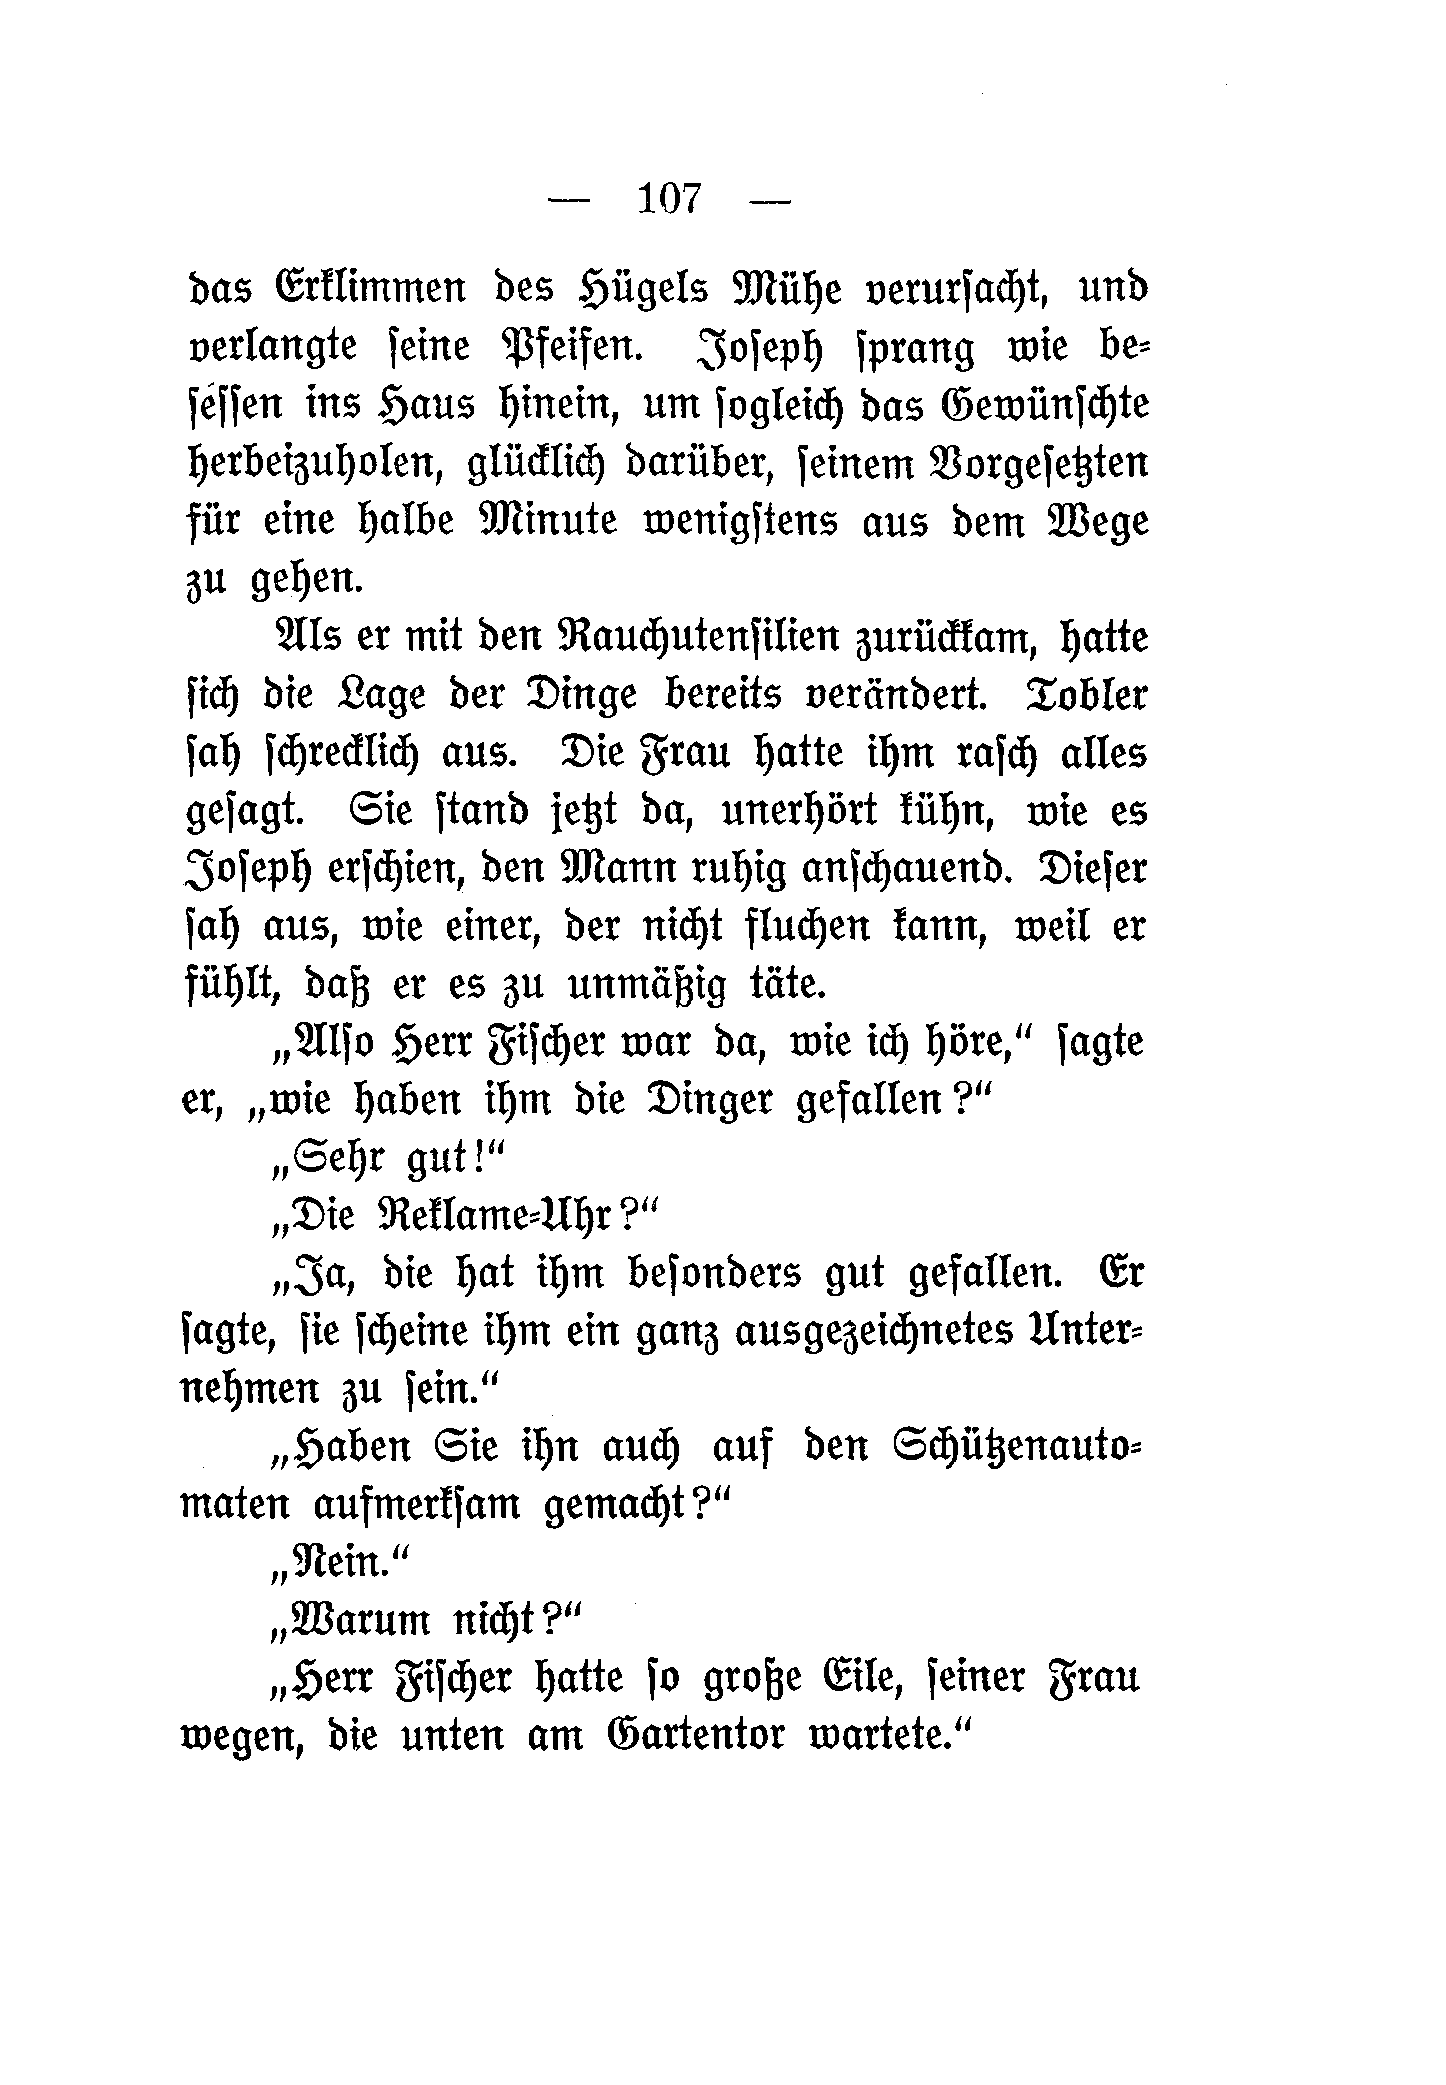 — 107 —
das Erklimmen des Hügels Mühe verurſacht, und
verlangte ſeine Pfeifen. Joſeph ſprang wie be⸗
ſeſſen ins Haus hinein, um ſogleich das Gewünſchte
herbeizuholen, glücklich darüber, ſeinem Vorgeſetzten
für eine halbe Minute wenigſtens aus dem Wege
zu gehen.
Als er mit den Rauchutenſilien zurückkam, hatte
ſich die Lage der Dinge bereits verändert. Tobler
ſah ſchrecklich aus. Die Frau hatte ihm raſch alles
geſagt. Sie ſtand jetzt da, unerhört kühn, wie es
Joſeph erſchien, den Mann ruhig anſchauend. Dieſer
ſah aus, wie einer, der nicht fluchen kann, weil er
fühlt, daß er es zu unmäßig täte.
„Alſo Herr Fiſcher war da, wie ich höre,“ ſagte
er, „wie haben ihm die Dinger gefallen?“
„Sehr gut!“
„Die Reklame⸗Uhr?“
„Ja, die hat ihm beſonders gut gefallen. Er
ſagte, ſie ſcheine ihm ein ganz ausgezeichnetes Unter⸗
nehmen zu ſein.“
„Haben Sie ihn auch auf den Schützenauto⸗
maten aufmerkſam gemacht?“
„Nein.“
„Warum nicht?“
„Herr Fiſcher hatte ſo große Eile, ſeiner Frau
wegen, die unten am Gartentor wartete.“